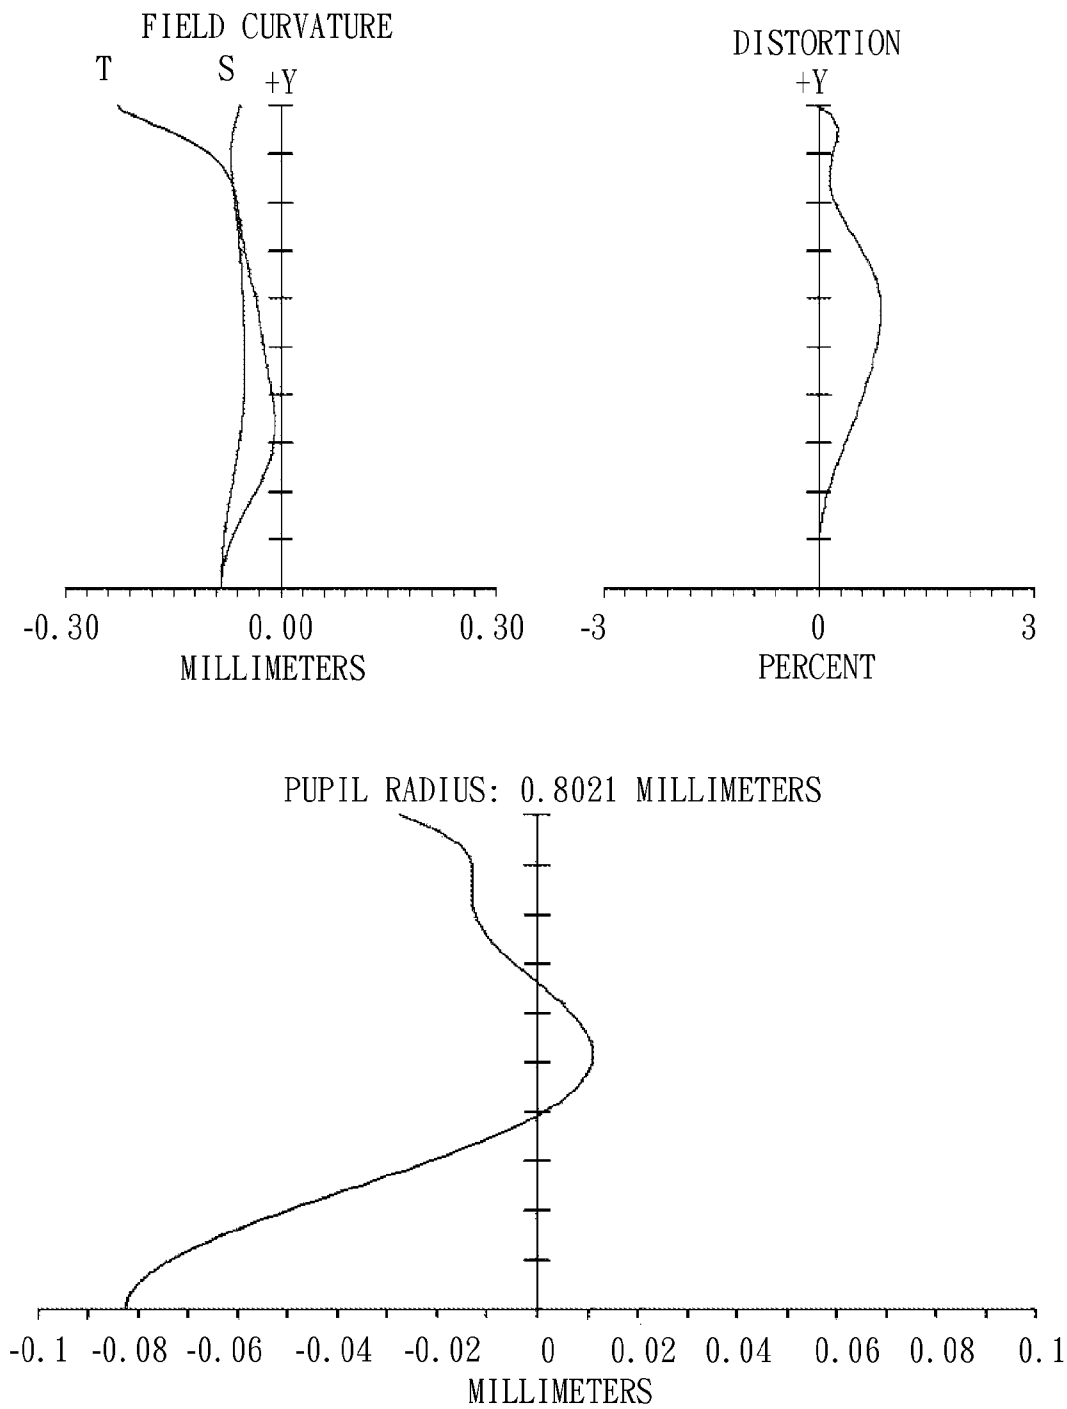 FIELD CURVATURE
T S +Y
-0.30 0.00 0.30
MILLIMETERS
DISTORTION
+Y
-3 0 3
PERCENT
PUPIL RADIUS: 0.8021 MILLIMETERS
-0.1 -0.08 -0.06 -0.04 -0.02 0 0.02 0.04 0.06 0.08 0.1
MILLIMETERS